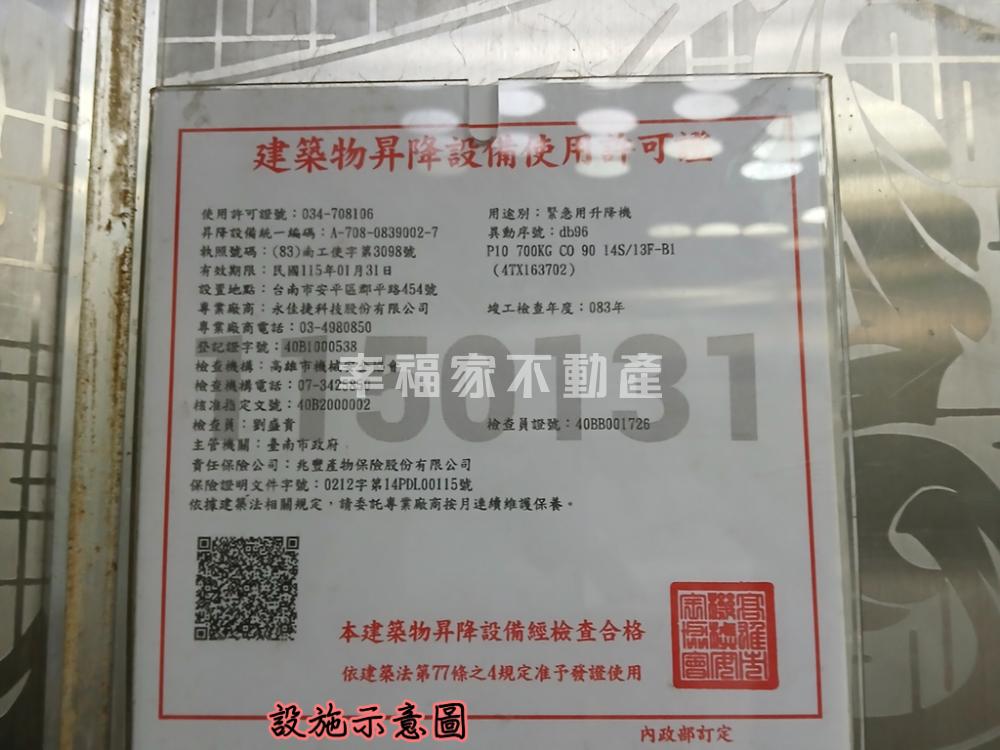 建築物昇降設備使用許可證
使用許可證號：034-708106
用途別：緊急用升降機
昇降設備統一編碼：A-708-0839002-7
異動序號：db96
執照號碼：(83)南工使字第3098號
P10 700KG CO 90 14S/13F-B1
有效期限：民國115年01月31日
(4TX163702)
設置地點：台南市安平區郡平路454號
專業廠商：永佳捷科技股份有限公司
竣工檢查年度：083年
專業廠商電話：03-4980850
登記證字號：40B1000538
檢查機構：高雄市機械
檢查機構電話：07-342
核准指定文號：40B2000002
檢查員：劉盛貴
檢查員證號：40BB001726
主管機關：臺南市政府
責任保險公司：兆豐產物保險股份有限公司
保險證明文件字號：0212字第14PDL00115號
依據建築法相關規定，請委託專業廠商按月連續維護保養。
150131
幸福家不動產
本建築物昇降設備經檢查合格
依建築法第77條之4規定准予發證使用
設施示意圖
內政部訂定